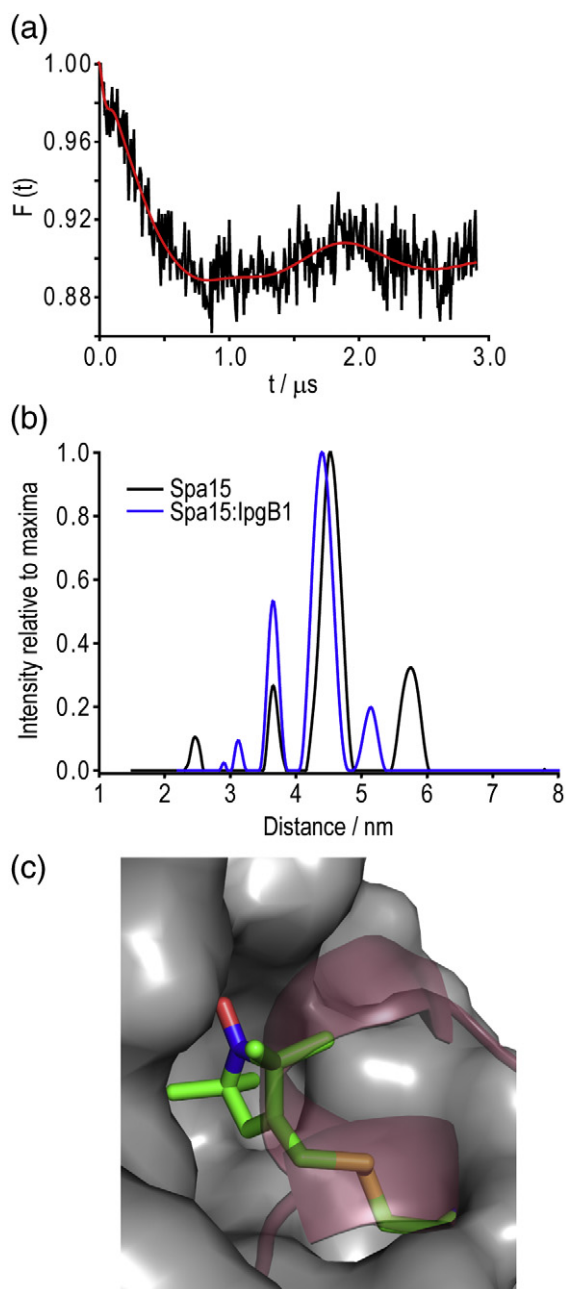 (a)
1.00
0.96
0.92
0.88
F (t)
0.0 1.0 2.0 3.0
t / μs
(b)
1.0
0.8
0.6
0.4
0.2
0.0
Intensity relative to maxima
Spa15
Spa15:IpgB1
1 2 3 4 5 6 7 8
Distance / nm
(c)